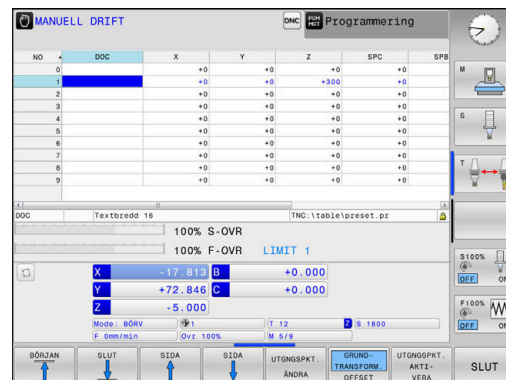 MANUELL DRIFT DNC PGM MGT Programmering
NO DOC X Y Z SPC SPB
0 +0 +0 +0 +0
1 +0 +0 +300 +0
2 +0 +0 +0 +0
3 +0 +0 +0 +0
4 +0 +0 +0 +0
5 +0 +0 +0 +0
6 +0 +0 +0 +0
7 +0 +0 +0 +0
8 +0 +0 +0 +0
9 +0 +0 +0 +0
DOC Textbredd 16 TNC:\table\preset.pr
100% S-OVR
100% F-OVR LIMIT 1
X -17.813 B +0.000
Y +72.846 C +0.000
Z -5.000
Mode: BÖRV 1 T 12 Z S 1800
F 0mm/min Ovr 100% M 5/9
M
S
T
S100%
OFF ON
F100%
OFF ON
BÖRJAN SLUT SIDA SIDA UTGNGSPKT. ÄNDRA GRUND-TRANSFORM. OFFSET UTGNGSPKT. AKTI-VERA SLUT